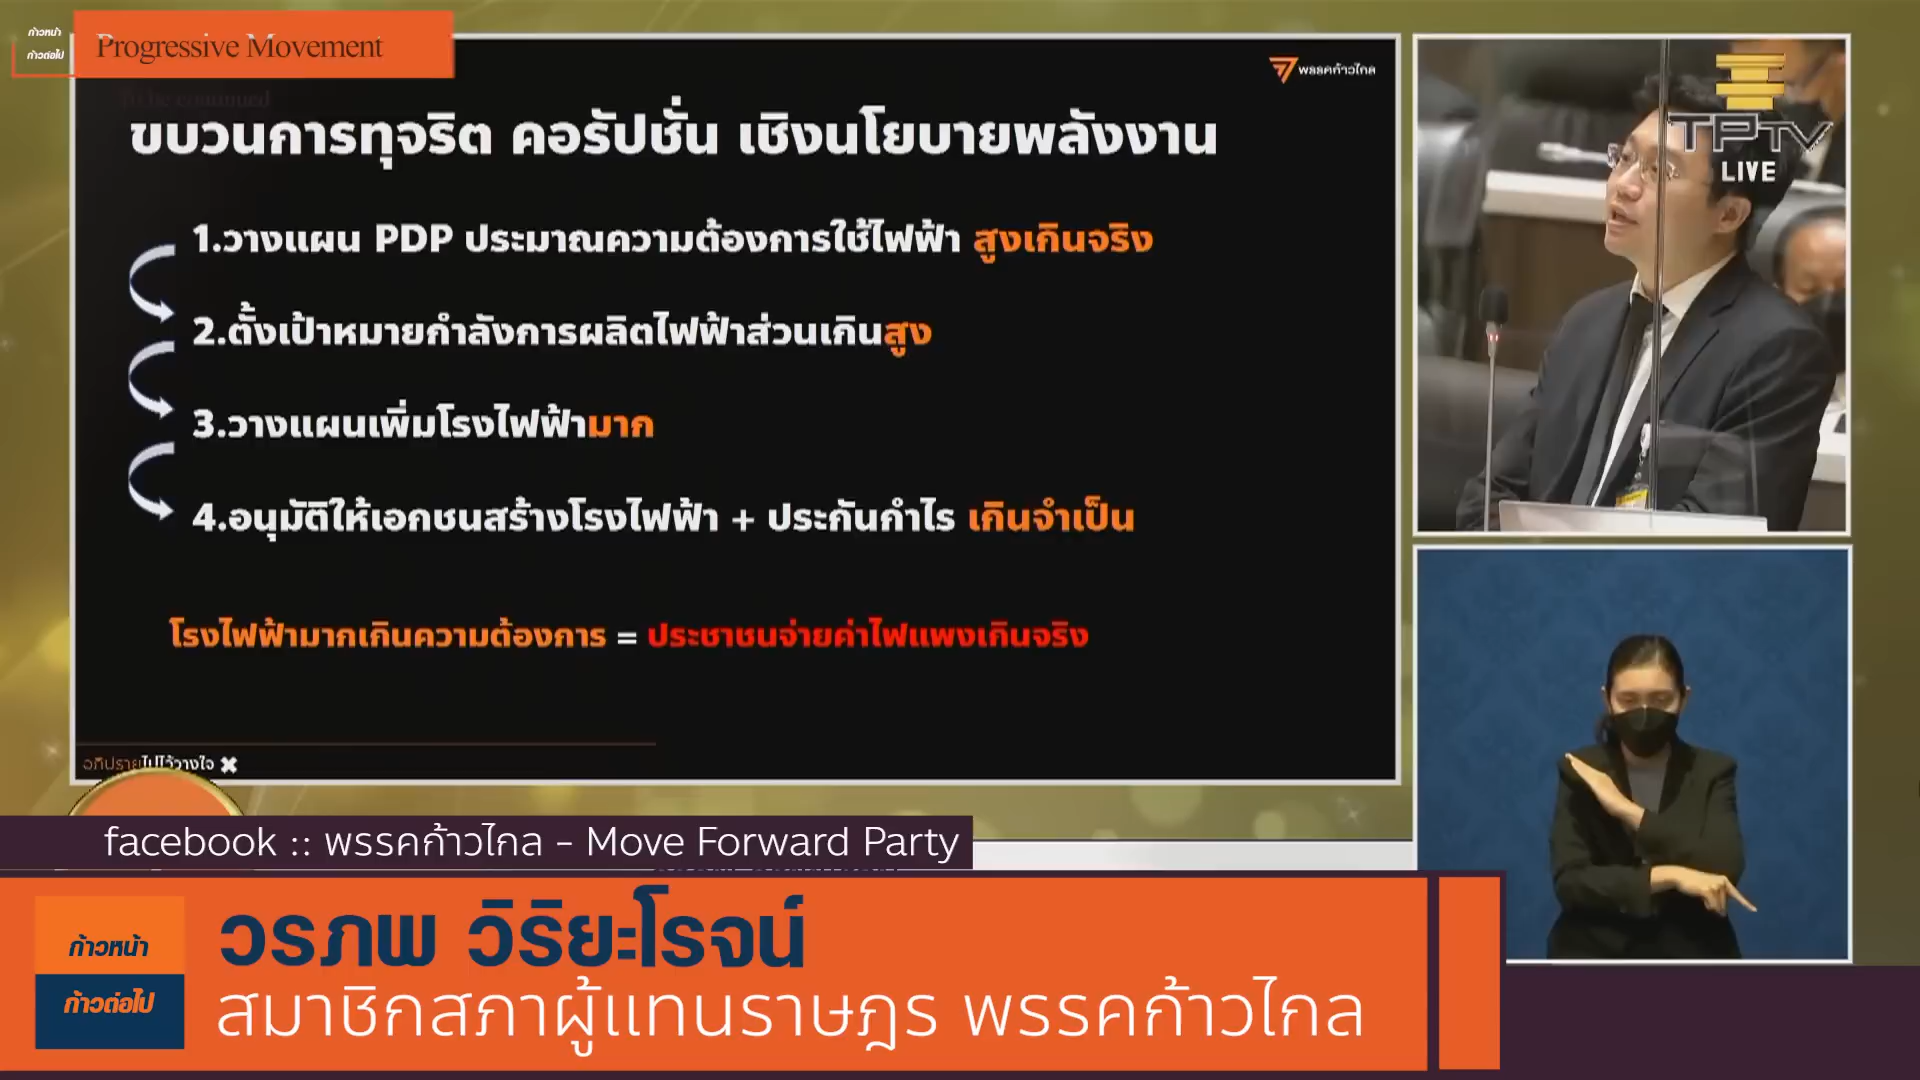 ก้าวหน้า
ก้าวต่อไป
Progressive Movement
To be continued
พรรคก้าวไกล
ขบวนการทุจริต คอรัปชั่น เชิงนโยบายพลังงาน
1.วางแผน PDP ประมาณความต้องการใช้ไฟฟ้า สูงเกินจริง
2.ตั้งเป้าหมายกำลังการผลิตไฟฟ้าส่วนเกินสูง
3.วางแผนเพิ่มโรงไฟฟ้ามาก
4.อนุมัติให้เอกชนสร้างโรงไฟฟ้า + ประกันกำไร เกินจำเป็น
โรงไฟฟ้ามากเกินความต้องการ = ประชาชนจ่ายค่าไฟแพงเกินจริง
อภิปรายไม่ไว้วางใจ
TPTV
LIVE
facebook :: พรรคก้าวไกล - Move Forward Party
ก้าวหน้า
ก้าวต่อไป
วรภพ วิริยะโรจน์
สมาชิกสภาผู้แทนราษฎร พรรคก้าวไกล